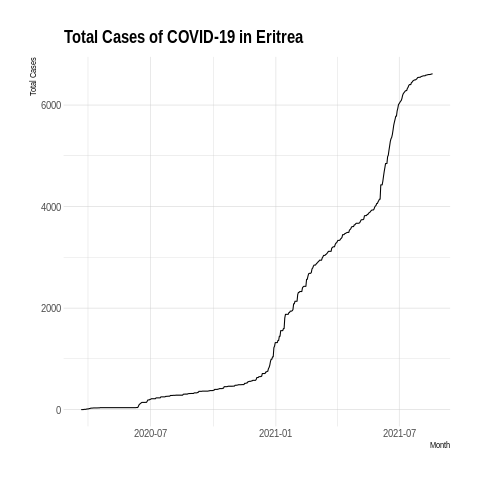 Total Cases of COVID-19 in Eritrea
Total Cases
6000
4000
2000
0
2020-07 2021-01 2021-07
Month